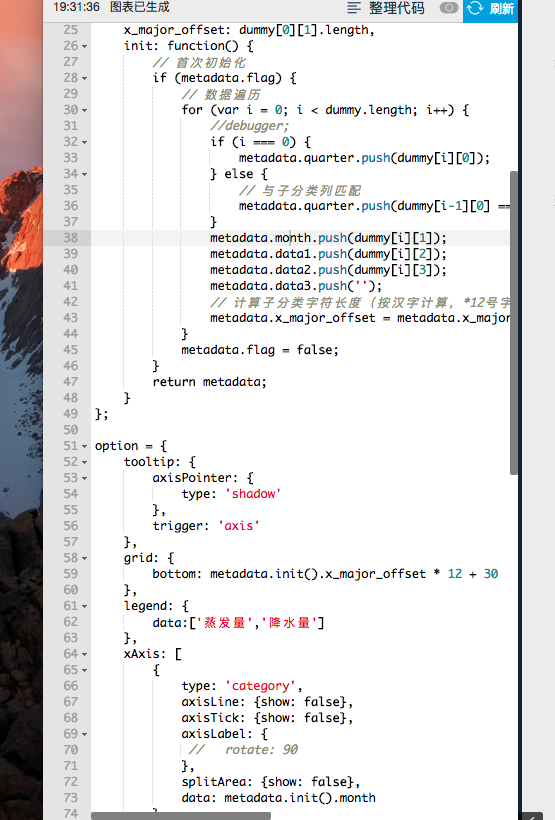 19:31:36 图表已生成 整理代码 刷新
25 x_major_offset: dummy[0][1].length,
26 init: function() {
27 // 首次初始化
28 if (metadata.flag) {
29 // 数据遍历
30 for (var i = 0; i < dummy.length; i++) {
31 //debugger;
32 if (i === 0) {
33 metadata.quarter.push(dummy[i][0]);
34 } else {
35 // 与子分类列匹配
36 metadata.quarter.push(dummy[i-1][0] ==
37 }
38 metadata.month.push(dummy[i][1]);
39 metadata.data1.push(dummy[i][2]);
40 metadata.data2.push(dummy[i][3]);
41 metadata.data3.push('');
42 // 计算子分类字符长度（按汉字计算，*12号字
43 metadata.x_major_offset = metadata.x_major
44 }
45 metadata.flag = false;
46 }
47 return metadata;
48 }
49 };
50
51 option = {
52 tooltip: {
53 axisPointer: {
54 type: 'shadow'
55 },
56 trigger: 'axis'
57 },
58 grid: {
59 bottom: metadata.init().x_major_offset * 12 + 30
60 },
61 legend: {
62 data:['蒸发量','降水量']
63 },
64 xAxis: [
65 {
66 type: 'category',
67 axisLine: {show: false},
68 axisTick: {show: false},
69 axisLabel: {
70 // rotate: 90
71 },
72 splitArea: {show: false},
73 data: metadata.init().month
74